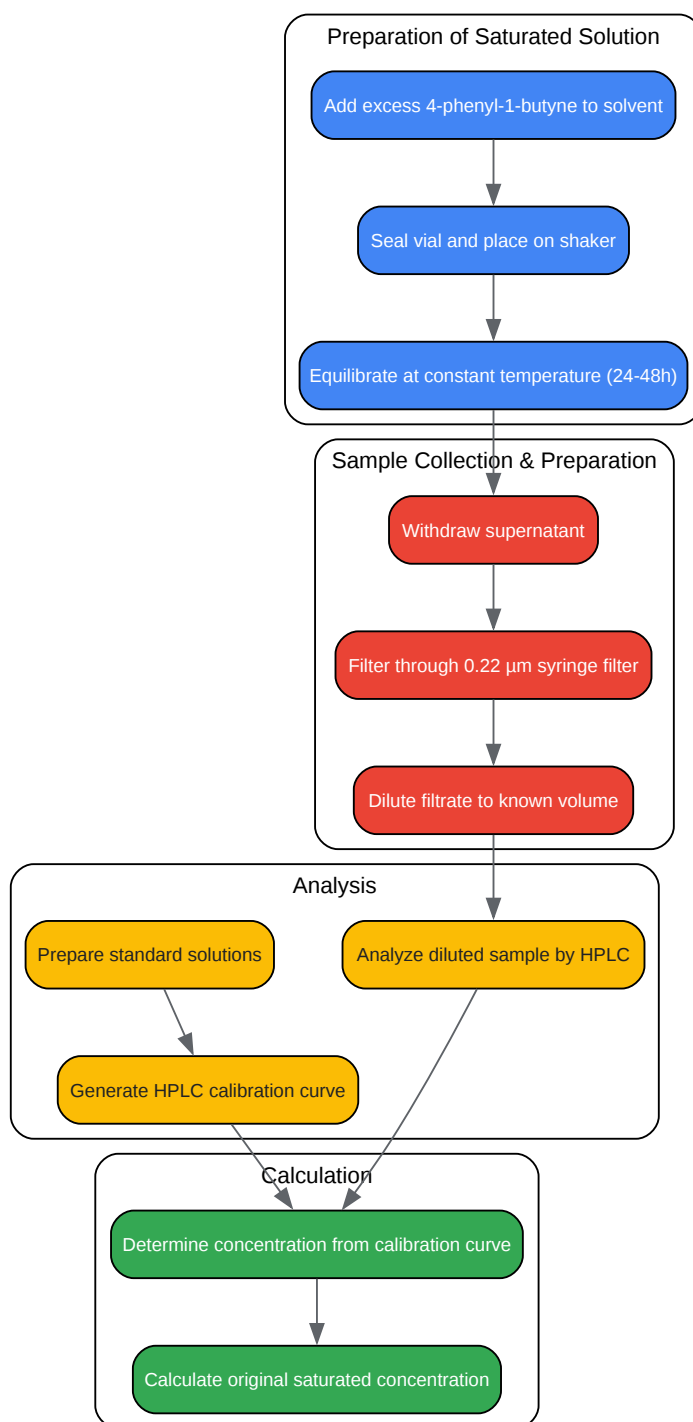 Preparation of Saturated Solution
Add excess 4-phenyl-1-butyne to solvent
Seal vial and place on shaker
Equilibrate at constant temperature (24-48h)
Sample Collection & Preparation
Withdraw supernatant
Filter through 0.22 µm syringe filter
Dilute filtrate to known volume
Analysis
Prepare standard solutions
Analyze diluted sample by HPLC
Generate HPLC calibration curve
Calculation
Determine concentration from calibration curve
Calculate original saturated concentration